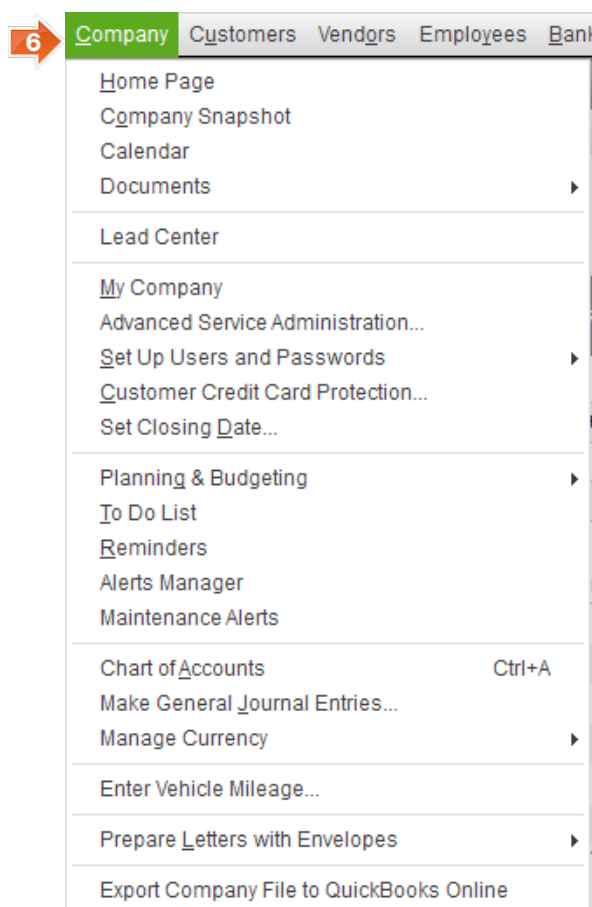 6 Company Customers Vendors Employees Bank
Home Page
Company Snapshot
Calendar
Documents
Lead Center
My Company
Advanced Service Administration...
Set Up Users and Passwords
Customer Credit Card Protection...
Set Closing Date...
Planning & Budgeting
To Do List
Reminders
Alerts Manager
Maintenance Alerts
Chart of Accounts Ctrl+A
Make General Journal Entries...
Manage Currency
Enter Vehicle Mileage...
Prepare Letters with Envelopes
Export Company File to QuickBooks Online